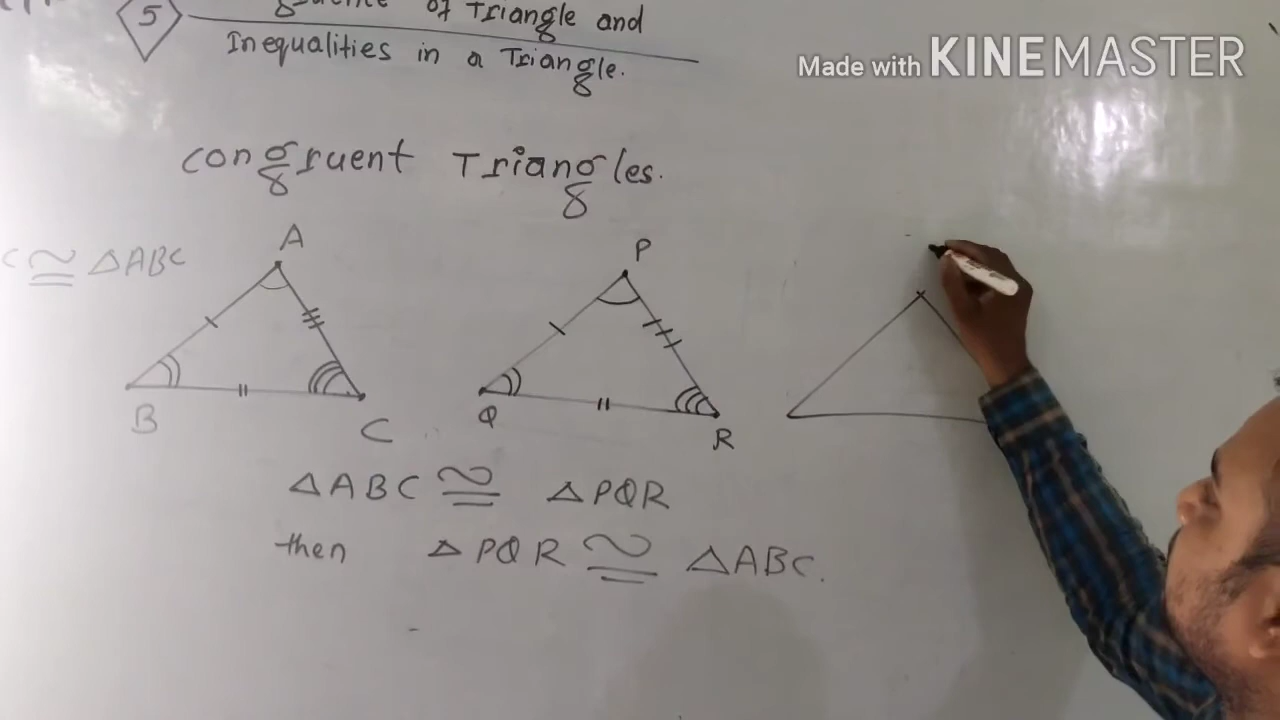 5
of Triangle and
Inequalities in a Triangle.
Made with KINEMASTER
Congruent Triangles.
A
P
C ≅ △ABC
B
C
Q
R
△ABC ≅ △PQR
then △PQR ≅ △ABC.